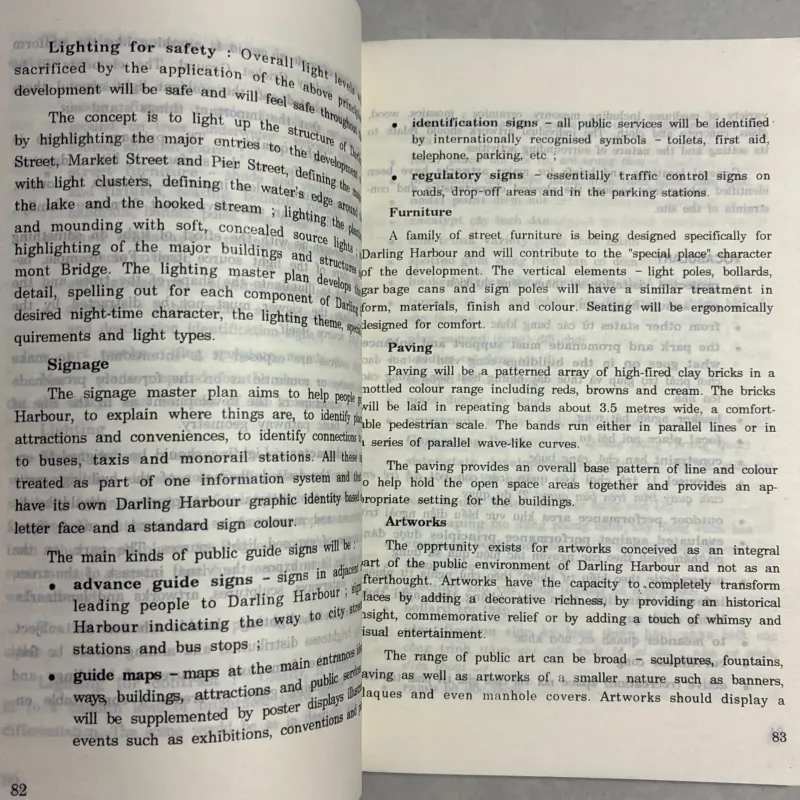 Lighting for safety : Overall light levels
sacrificed by the application of the above
development will be safe and will feel safe throughout
The concept is to light up the structure of
by highlighting the major entries to the development,
Street, Market Street and Pier Street, defining the
with light clusters, defining the water's edge around
the lake and the hooked stream ; lighting the
and mounding with soft, concealed source lights ;
highlighting of the major buildings and structures
mont Bridge. The lighting master plan develops
detail, spelling out for each component of Darling
desired night-time character, the lighting theme,
quirements and light types.
Signage
The signage master plan aims to help people
Harbour, to explain where things are, to identify
attractions and conveniences, to identify connections
to buses, taxis and monorail stations. All these
treated as part of one information system and
have its own Darling Harbour graphic identity based
letter face and a standard sign colour.
The main kinds of public guide signs will be :
• advance guide signs – signs in adjacent
leading people to Darling Harbour ;
Harbour indicating the way to city
stations and bus stops ;
• guide maps – maps at the main entrances
ways, buildings, attractions and public
will be supplemented by poster displays
events such as exhibitions, conventions and
82
• identification signs – all public services will be identified
by internationally recognised symbols – toilets, first aid,
telephone, parking, etc ;
• regulatory signs – essentially traffic control signs on
roads, drop-off areas and in the parking stations.
Furniture
A family of street furniture is being designed specifically for
Darling Harbour and will contribute to the "special place" character
of the development. The vertical elements – light poles, bollards,
garbage cans and sign poles will have a similar treatment in
form, materials, finish and colour. Seating will be ergonomically
designed for comfort.
Paving
Paving will be a patterned array of high-fired clay bricks in a
mottled colour range including reds, browns and cream. The bricks
will be laid in repeating bands about 3.5 metres wide, a comfort-
able pedestrian scale. The bands run either in parallel lines or in
a series of parallel wave-like curves.
The paving provides an overall base pattern of line and colour
to help hold the open space areas together and provides an ap-
propriate setting for the buildings.
Artworks
The opprtunity exists for artworks conceived as an integral
part of the public environment of Darling Harbour and not as an
afterthought. Artworks have the capacity to completely transform
places by adding a decorative richness, by providing an historical
insight, commemorative relief or by adding a touch of whimsy and
visual entertainment.
The range of public art can be broad – sculptures, fountains,
paving as well as artworks of a smaller nature such as banners,
plaques and even manhole covers. Artworks should display a
83